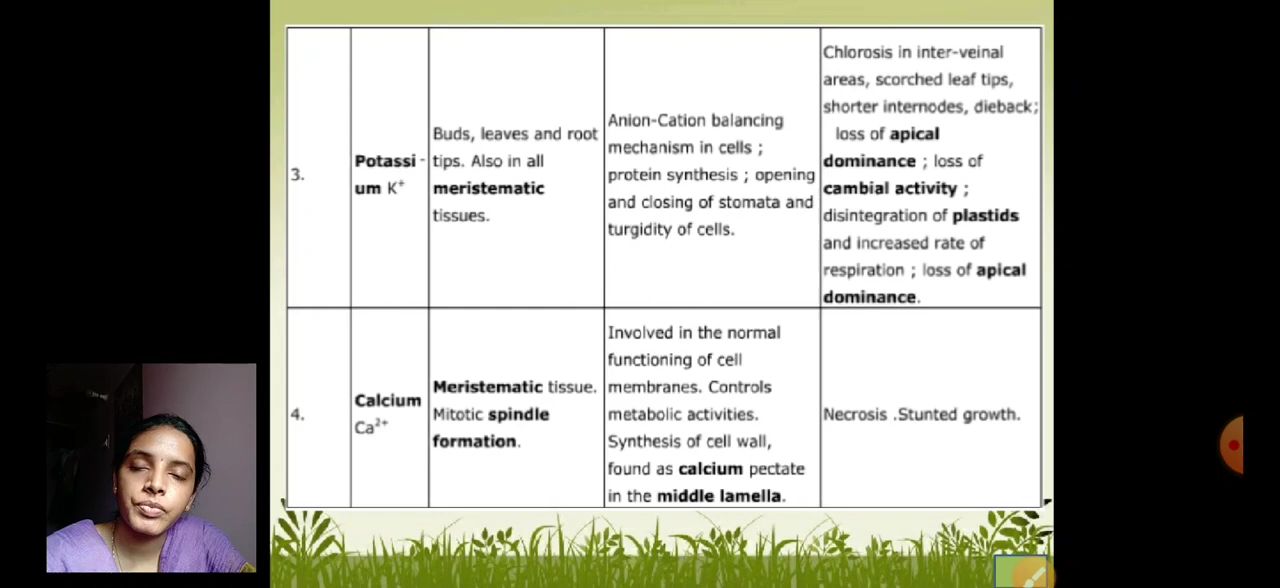 3.
Potassi -
um K⁺
Buds, leaves and root
tips. Also in all
meristematic
tissues.
Anion-Cation balancing
mechanism in cells ;
protein synthesis ; opening
and closing of stomata and
turgidity of cells.
Chlorosis in inter-veinal
areas, scorched leaf tips,
shorter internodes, dieback;
loss of apical
dominance ; loss of
cambial activity ;
disintegration of plastids
and increased rate of
respiration ; loss of apical
dominance.
4.
Calcium
Ca²⁺
Meristematic tissue.
Mitotic spindle
formation.
Involved in the normal
functioning of cell
membranes. Controls
metabolic activities.
Synthesis of cell wall,
found as calcium pectate
in the middle lamella.
Necrosis .Stunted growth.